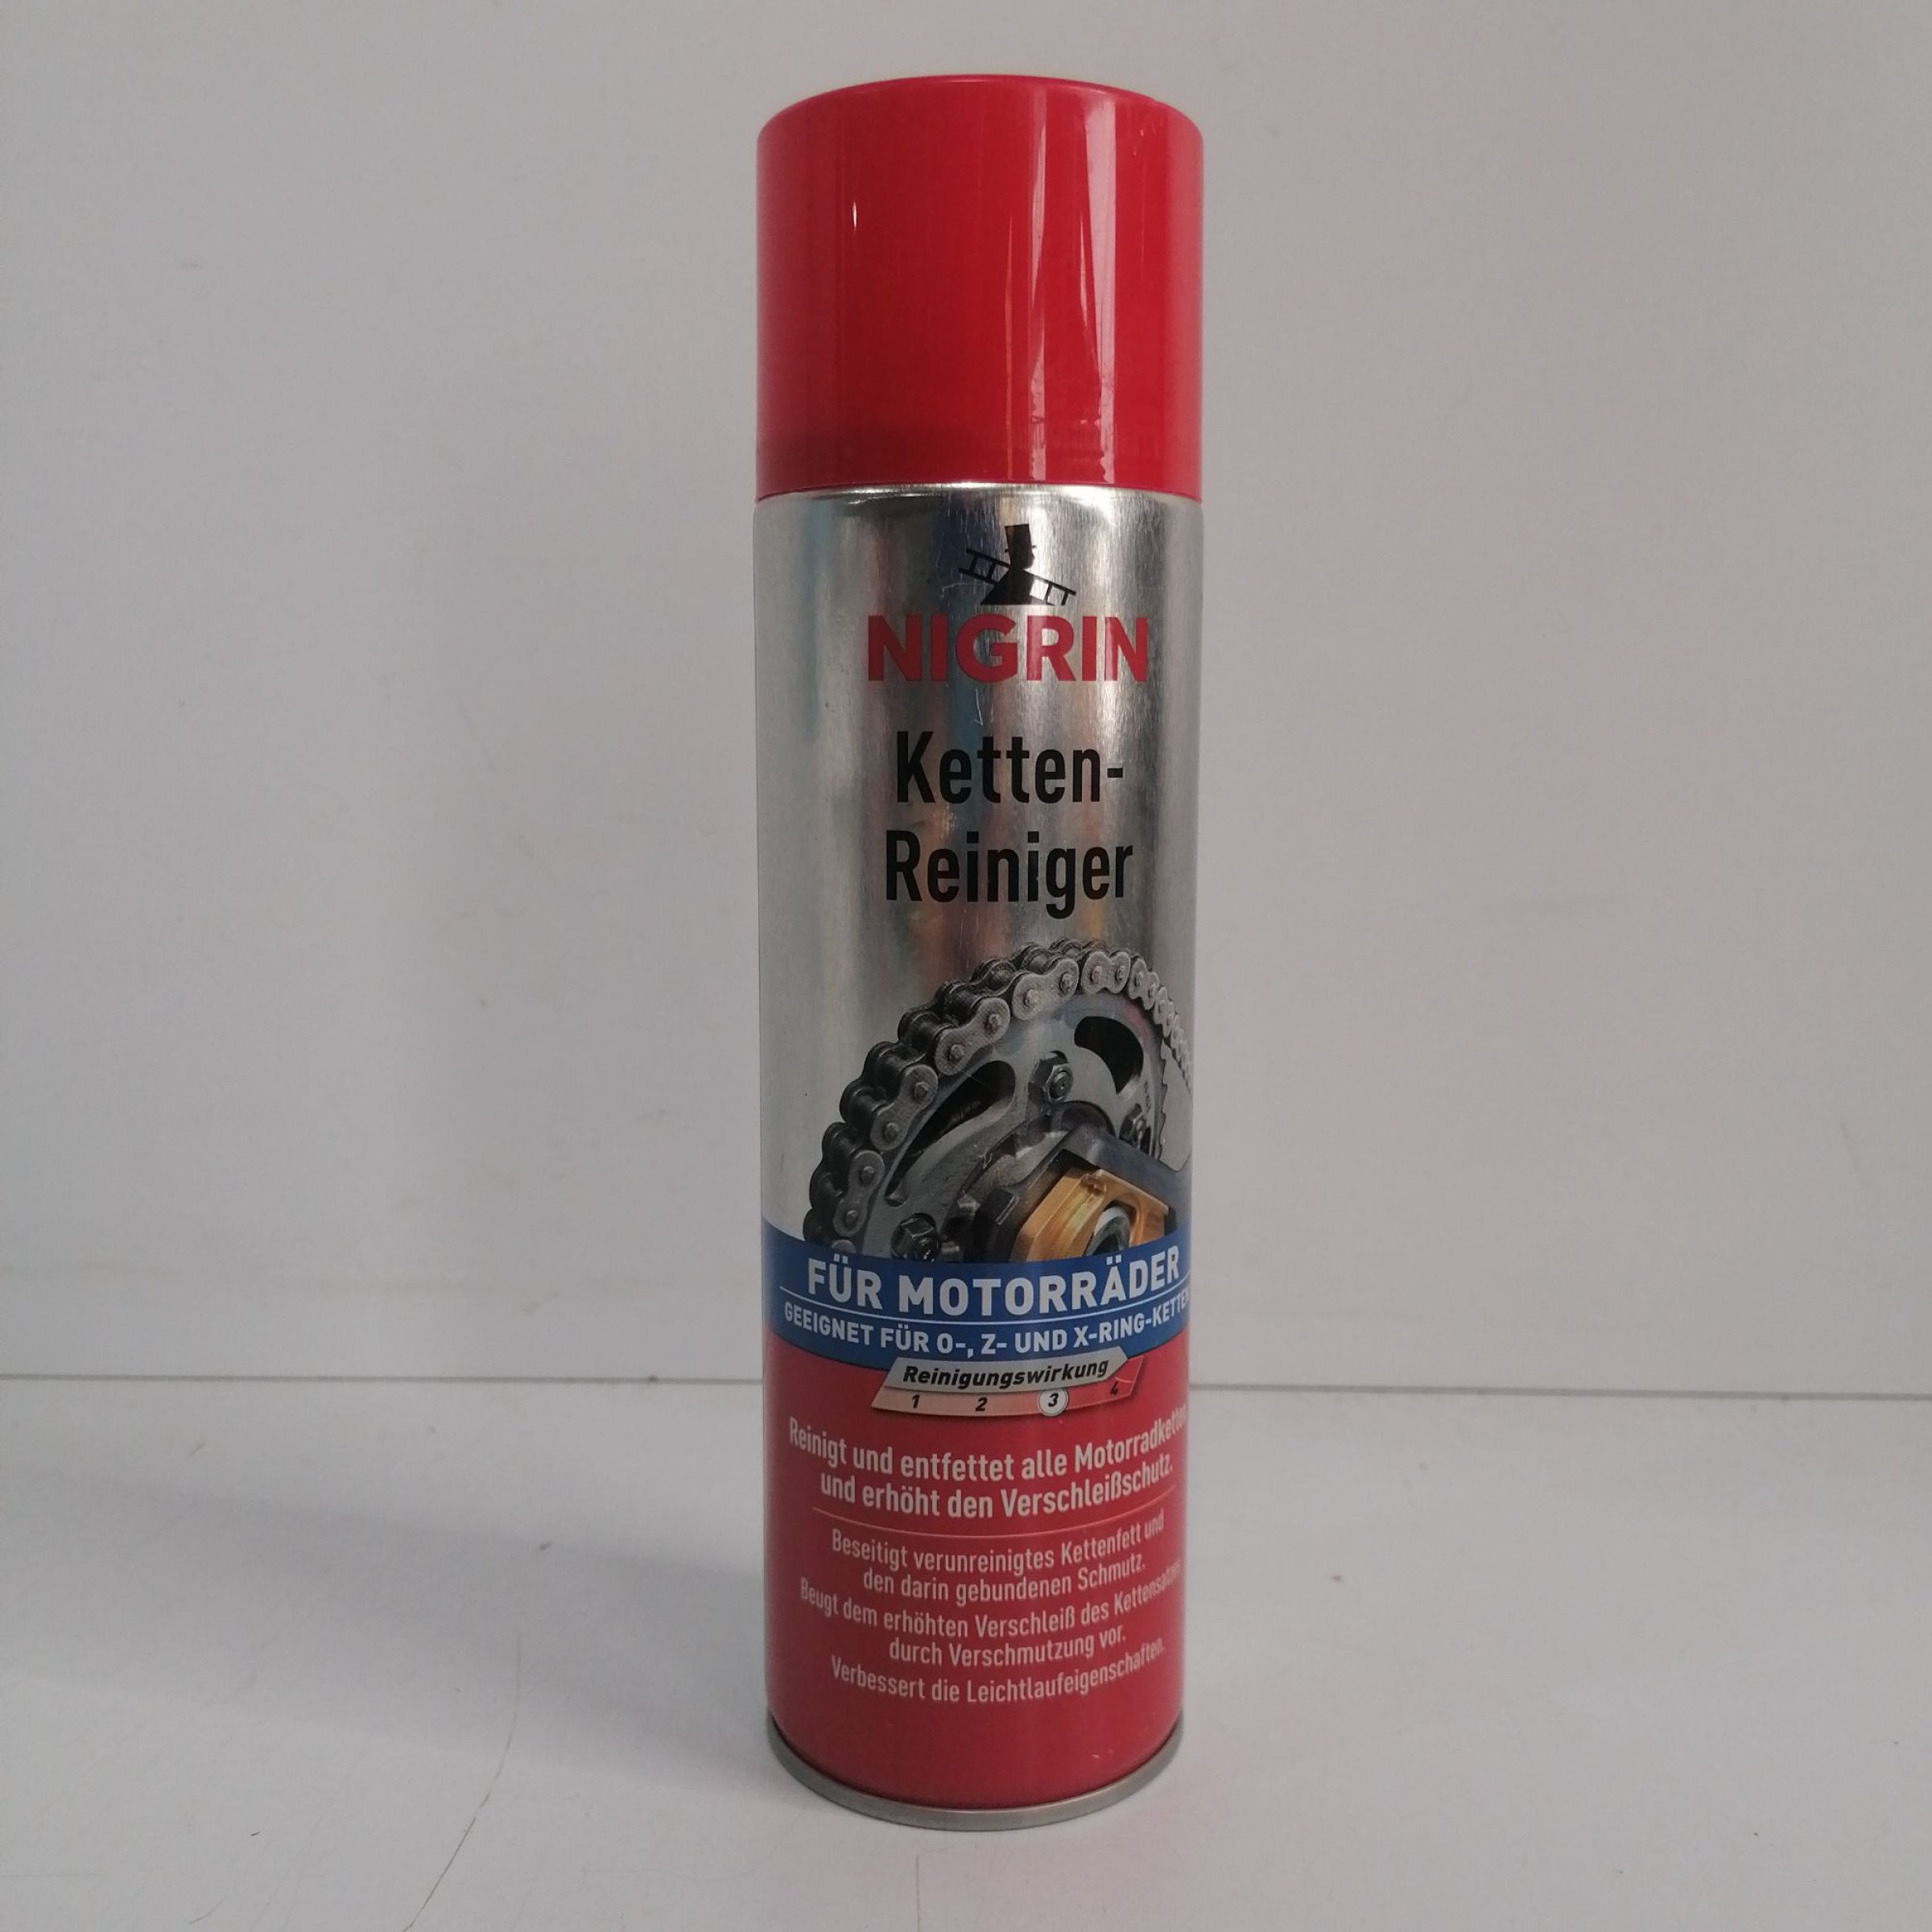 NIGRIN
Ketten-
Reiniger
FÜR MOTORRÄDER
GEEIGNET FÜR O-, Z- UND X-RING-KETTEN
Reinigungswirkung
1 2 3 4
Reinigt und entfettet alle Motorradketten
und erhöht den Verschleißschutz.
Beseitigt verunreinigtes Kettenfett und
den darin gebundenen Schmutz.
Beugt dem erhöhten Verschleiß des Kettensatzes
durch Verschmutzung vor.
Verbessert die Leichtlaufeigenschaften.